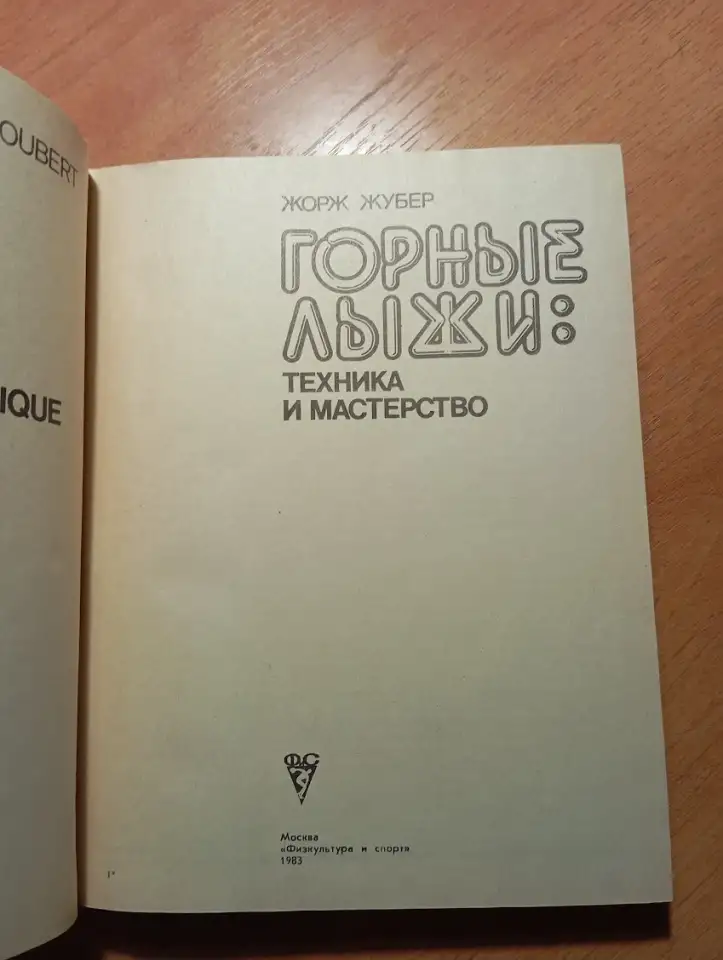 OUBERT
IQUE
ЖОРЖ ЖУБЕР
ГОРНЫЕ
ЛЫЖИ:
ТЕХНИКА
И МАСТЕРСТВО
ФиС
Москва
«Физкультура и спорт»
1983
1*